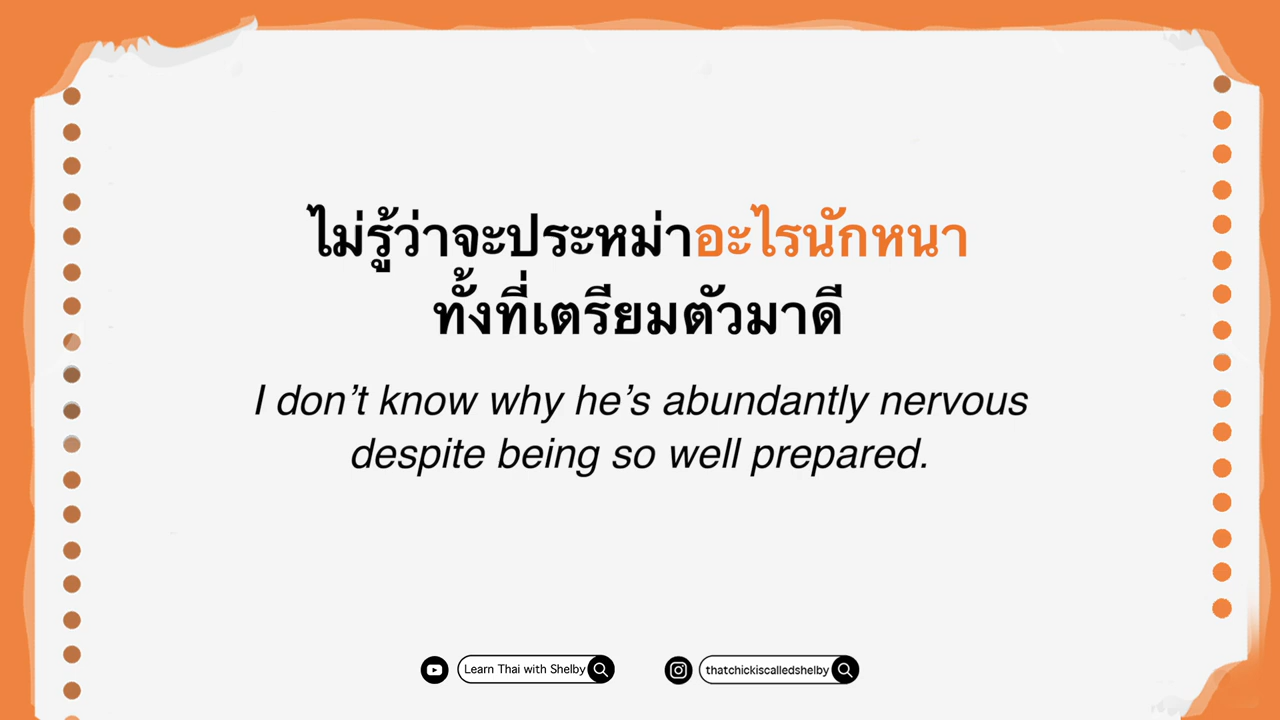 ไม่รู้ว่าจะประหม่าอะไรนักหนา
ทั้งที่เตรียมตัวมาดี
I don't know why he's abundantly nervous
despite being so well prepared.
Learn Thai with Shelby
thatchickiscalledshelby